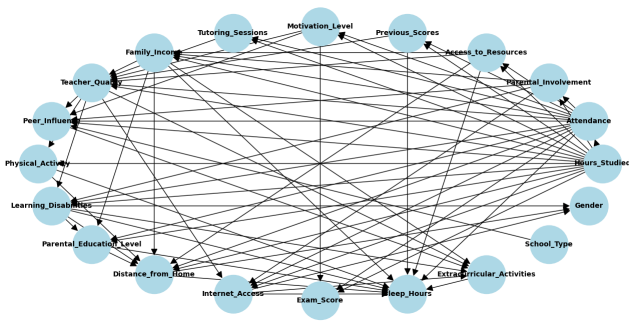 Motivation_Level
Tutoring_Sessions
Previous_Scores
Family_Income
Access_to_Resources
Teacher_Quality
Parental_Involvement
Peer_Influence
Attendance
Physical_Activity
Hours_Studied
Learning_Disabilities
Gender
Parental_Education_Level
School_Type
Distance_from_Home
Extracurricular_Activities
Internet_Access
Sleep_Hours
Exam_Score